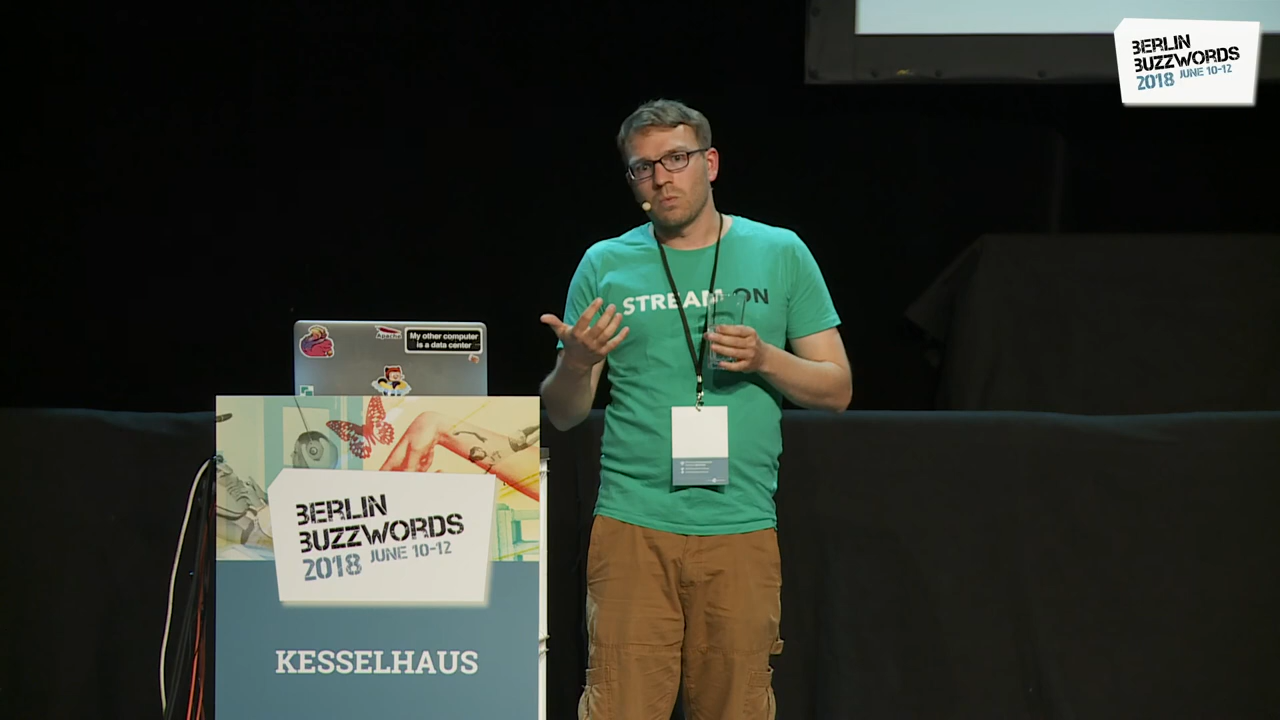 BERLIN
BUZZWORDS
2018 JUNE 10-12
STREAM ON
Apache
My other computer
is a data center
BERLIN
BUZZWORDS
2018 JUNE 10-12
KESSELHAUS